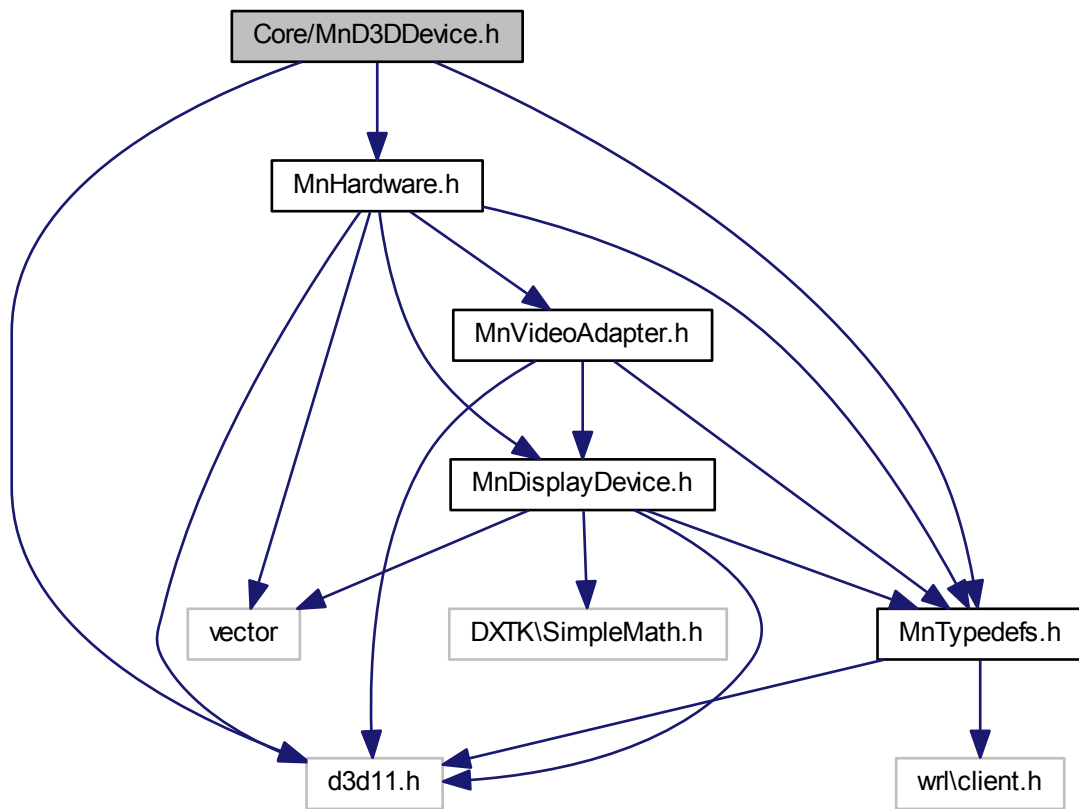 Core/MnD3DDevice.h
MnHardware.h
MnVideoAdapter.h
MnDisplayDevice.h
vector
DXTK\SimpleMath.h
MnTypedefs.h
d3d11.h
wrl\client.h